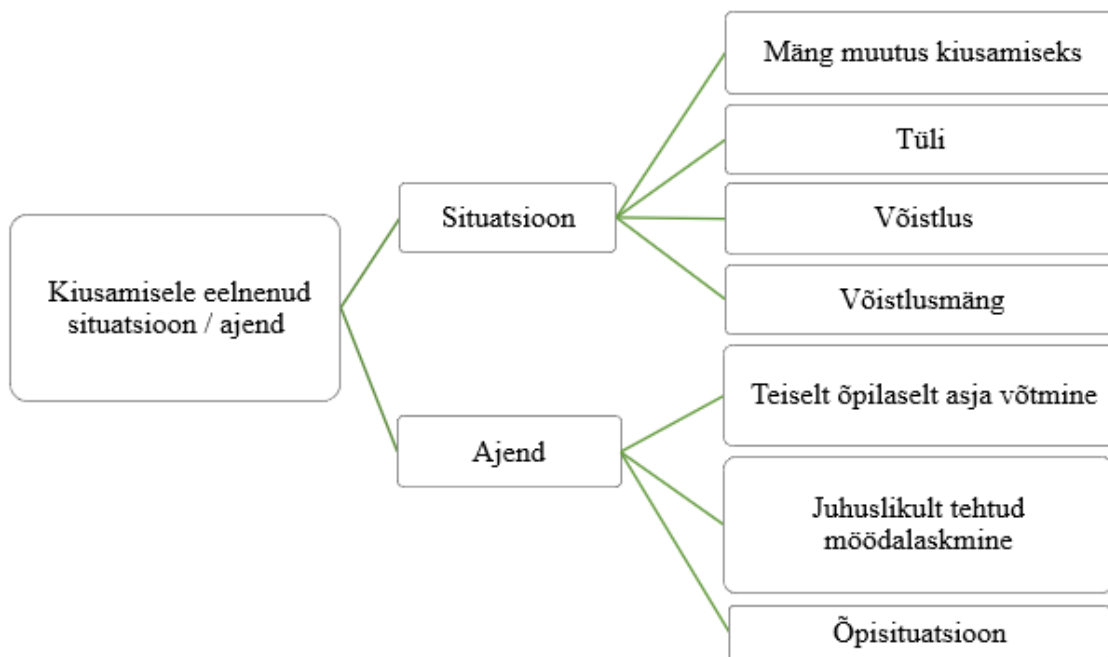 Kiusamisele eelnenud
situatsioon / ajend
Situatsioon
Mäng muutus kiusamiseks
Tüli
Võistlus
Võistlusmäng
Ajend
Teiselt õpilaselt asja võtmine
Juhuslikult tehtud
möödalaskmine
Õpisituatsioon